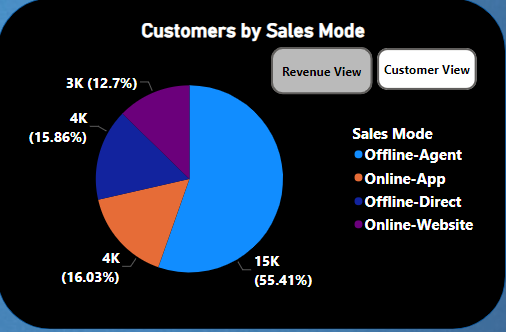 Customers by Sales Mode
Revenue View
Customer View
3K (12.7%)
4K
(15.86%)
4K
(16.03%)
15K
(55.41%)
Sales Mode
Offline-Agent
Online-App
Offline-Direct
Online-Website